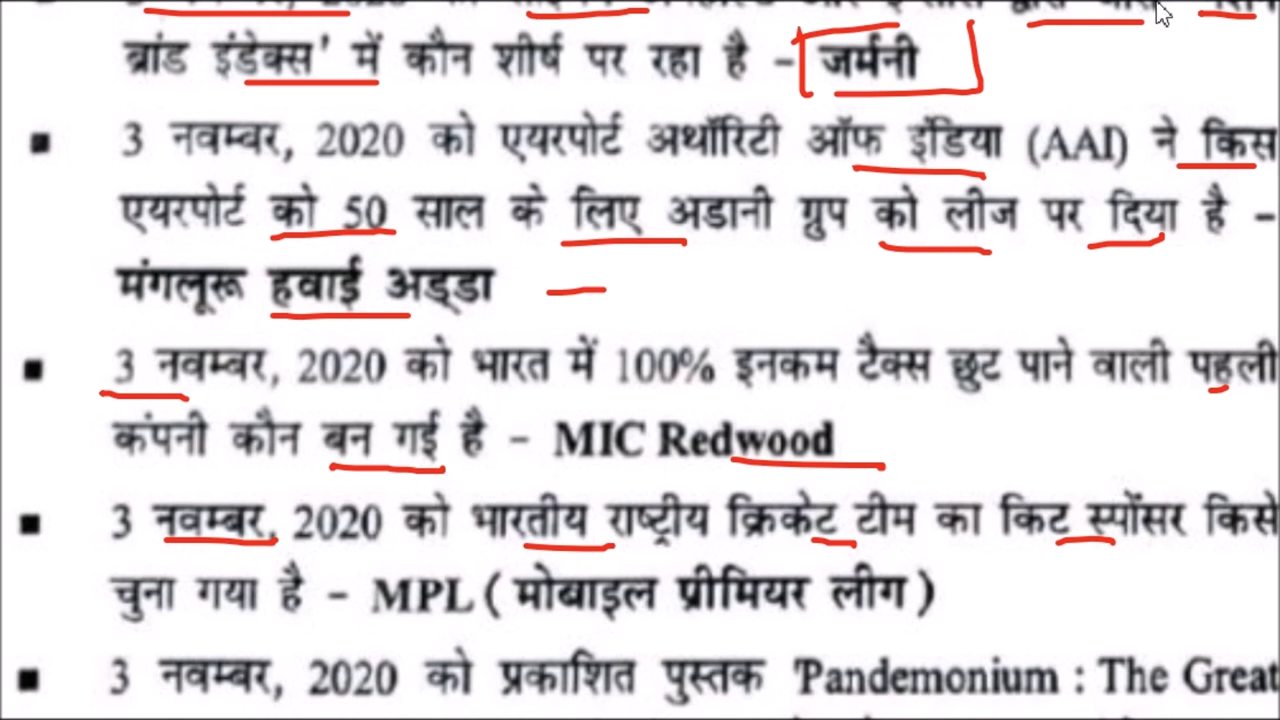 ब्रांड इंडेक्स' में कौन शीर्ष पर रहा है - जर्मनी
■ 3 नवम्बर, 2020 को एयरपोर्ट अथॉरिटी ऑफ इंडिया (AAI) ने किस
एयरपोर्ट को 50 साल के लिए अडानी ग्रुप को लीज पर दिया है -
मंगलूरू हवाई अड्डा
■ 3 नवम्बर, 2020 को भारत में 100% इनकम टैक्स छुट पाने वाली पहली
कंपनी कौन बन गई है - MIC Redwood
■ 3 नवम्बर, 2020 को भारतीय राष्ट्रीय क्रिकेट टीम का किट स्पोंसर किसे
चुना गया है - MPL ( मोबाइल प्रीमियर लीग )
■ 3 नवम्बर, 2020 को प्रकाशित पुस्तक 'Pandemonium : The Great